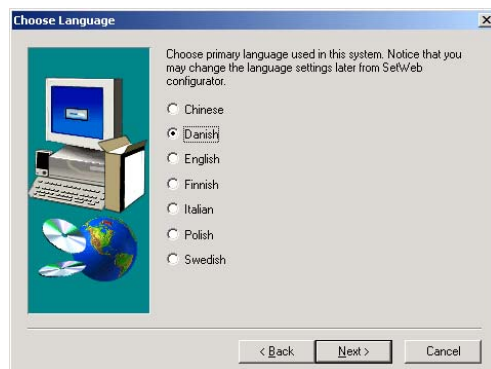 Choose Language
Choose primary language used in this system. Notice that you
may change the language settings later from SetWeb
configurator.
Chinese
Danish
English
Finnish
Italian
Polish
Swedish
< Back
Next >
Cancel